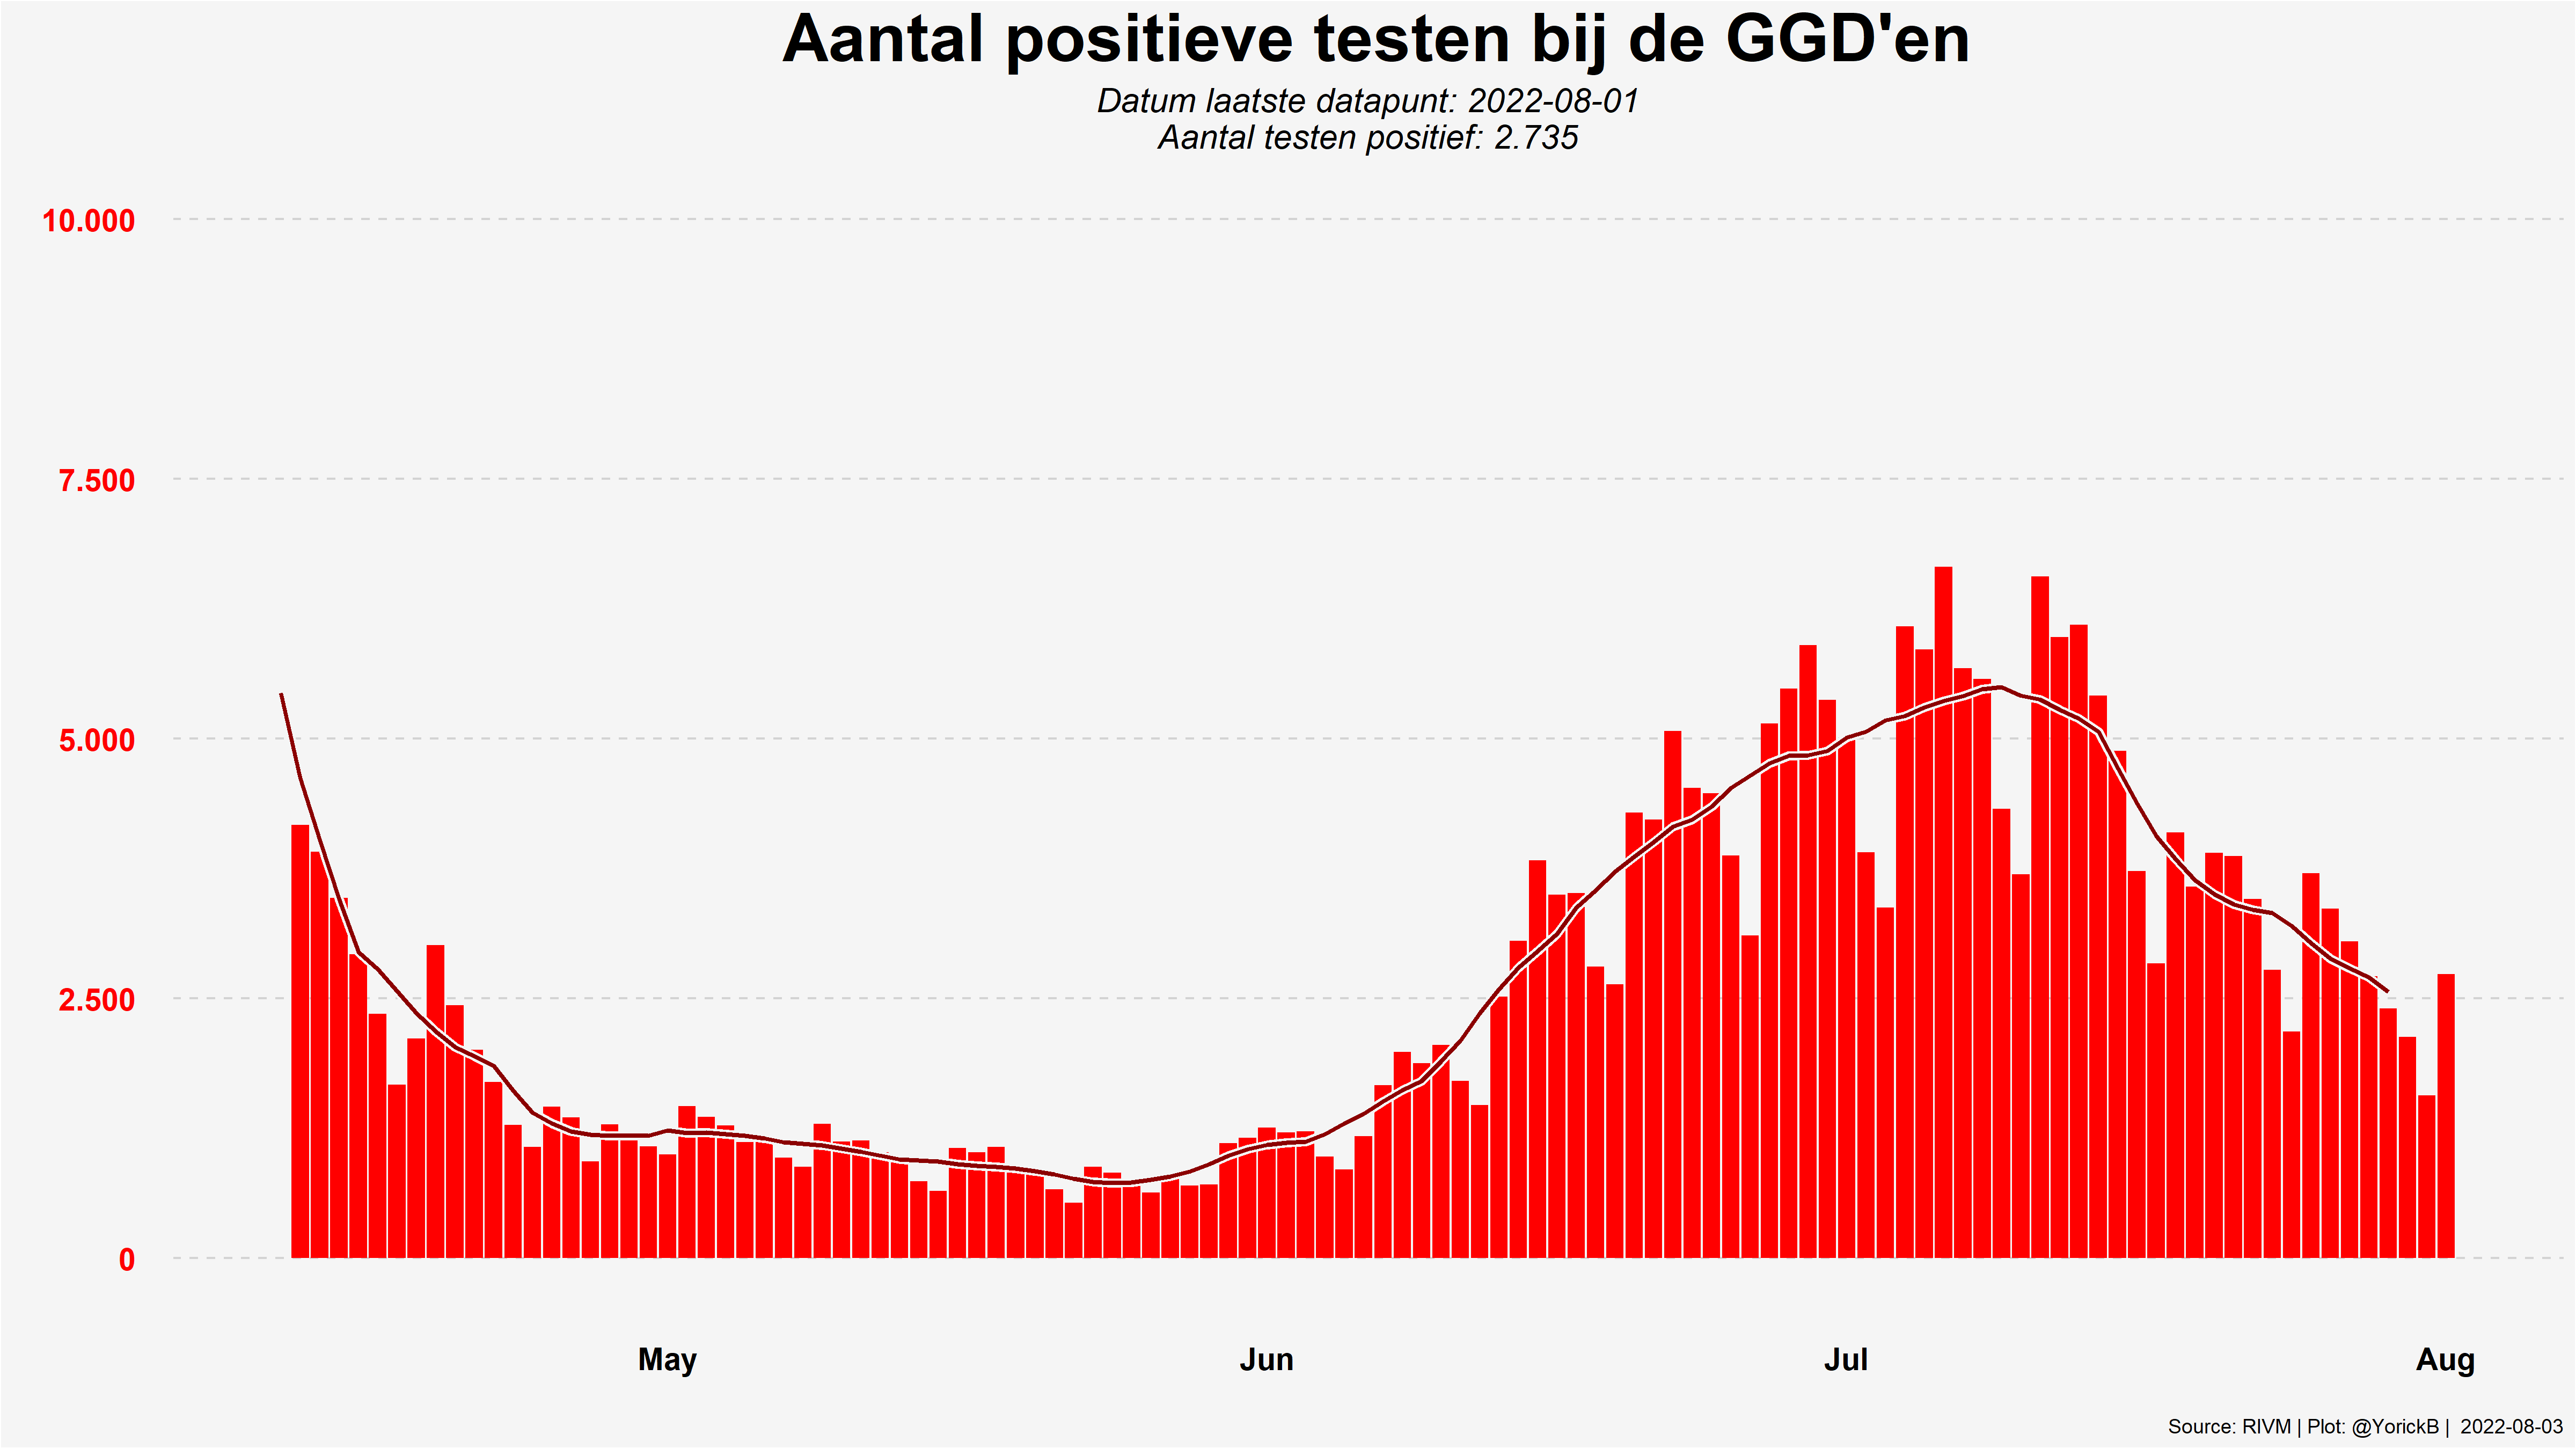 Aantal positieve testen bij de GGD'en
Datum laatste datapunt: 2022-08-01
Aantal testen positief: 2.735
10.000
7.500
5.000
2.500
0
May Jun Jul Aug
Source: RIVM | Plot: @YorickB | 2022-08-03